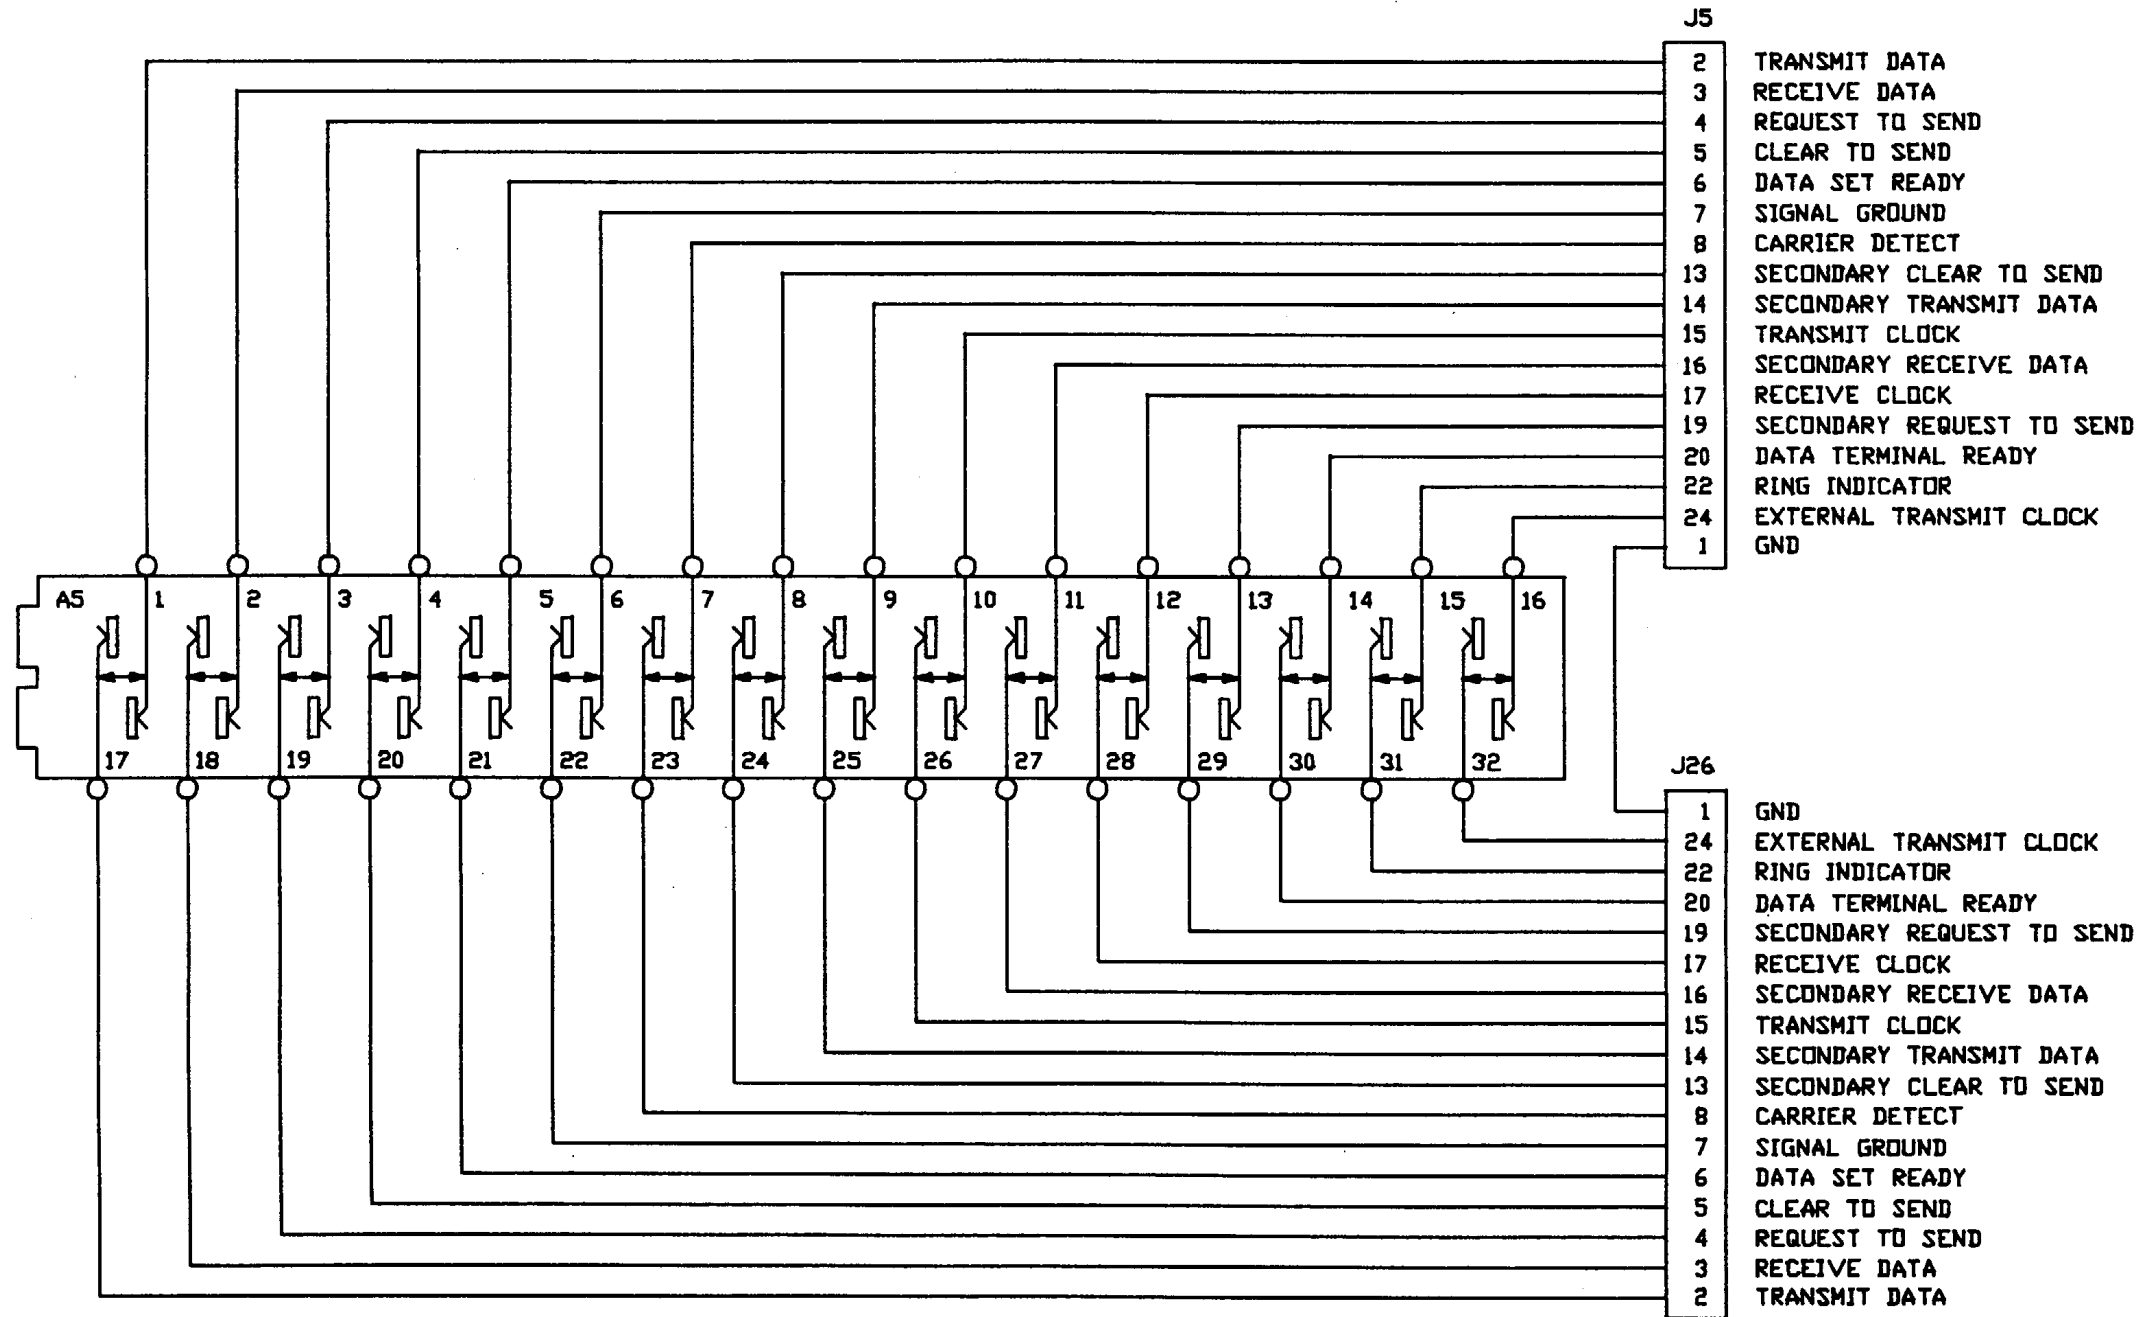 J5
2 TRANSMIT DATA
3 RECEIVE DATA
4 REQUEST TO SEND
5 CLEAR TO SEND
6 DATA SET READY
7 SIGNAL GROUND
8 CARRIER DETECT
13 SECONDARY CLEAR TO SEND
14 SECONDARY TRANSMIT DATA
15 TRANSMIT CLOCK
16 SECONDARY RECEIVE DATA
17 RECEIVE CLOCK
19 SECONDARY REQUEST TO SEND
20 DATA TERMINAL READY
22 RING INDICATOR
24 EXTERNAL TRANSMIT CLOCK
1 GND
A5 1 2 3 4 5 6 7 8 9 10 11 12 13 14 15 16
17 18 19 20 21 22 23 24 25 26 27 28 29 30 31 32
J26
1 GND
24 EXTERNAL TRANSMIT CLOCK
22 RING INDICATOR
20 DATA TERMINAL READY
19 SECONDARY REQUEST TO SEND
17 RECEIVE CLOCK
16 SECONDARY RECEIVE DATA
15 TRANSMIT CLOCK
14 SECONDARY TRANSMIT DATA
13 SECONDARY CLEAR TO SEND
8 CARRIER DETECT
7 SIGNAL GROUND
6 DATA SET READY
5 CLEAR TO SEND
4 REQUEST TO SEND
3 RECEIVE DATA
2 TRANSMIT DATA